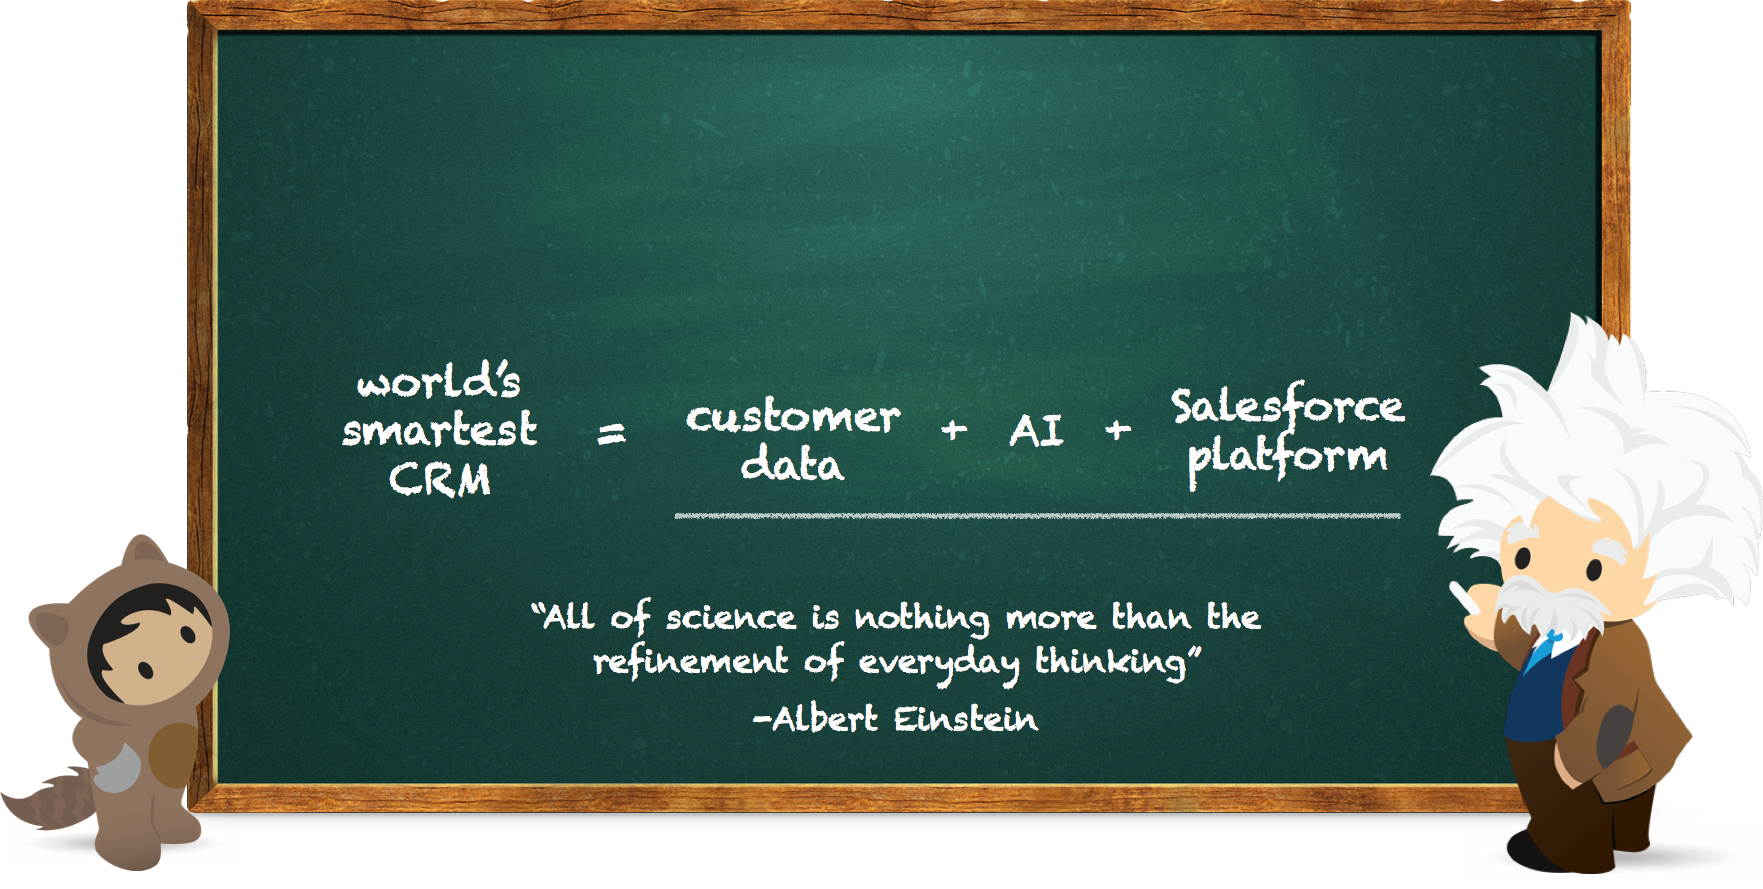 world's
smartest
CRM
=
customer
data
+
AI
+
Salesforce
platform
“All of science is nothing more than the
refinement of everyday thinking”
-Albert Einstein